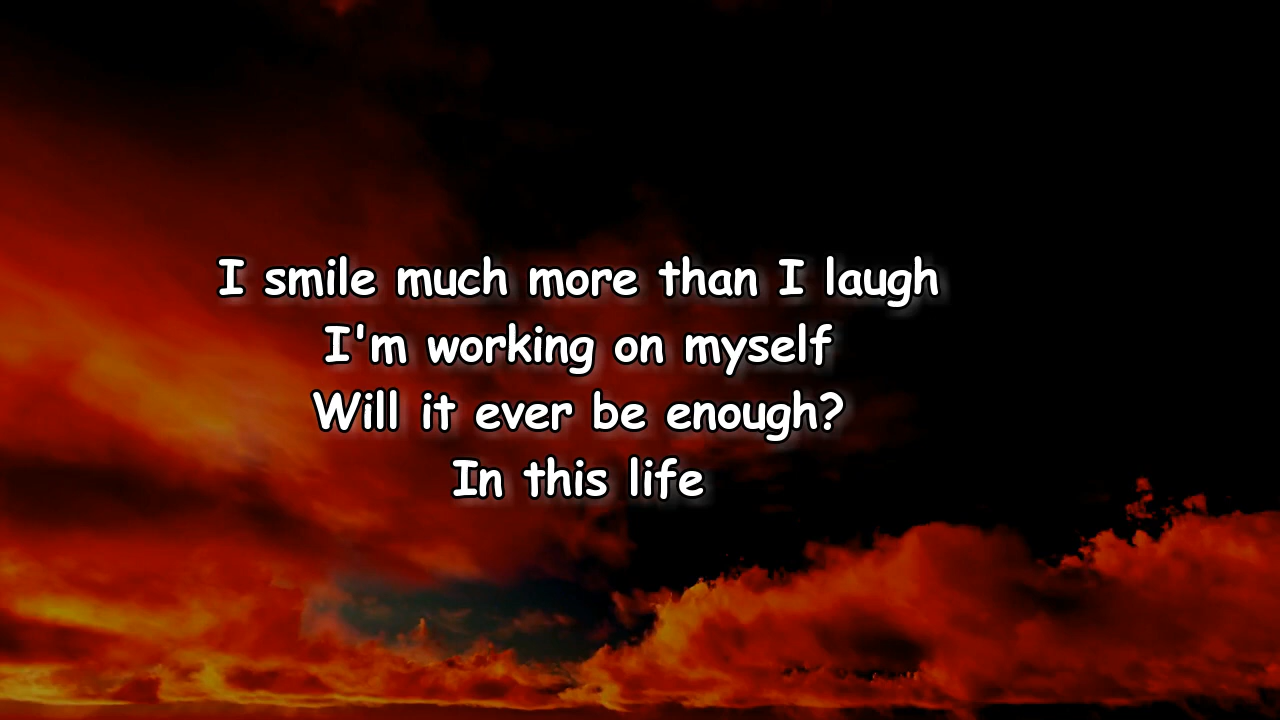 I smile much more than I laugh
I'm working on myself
Will it ever be enough?
In this life